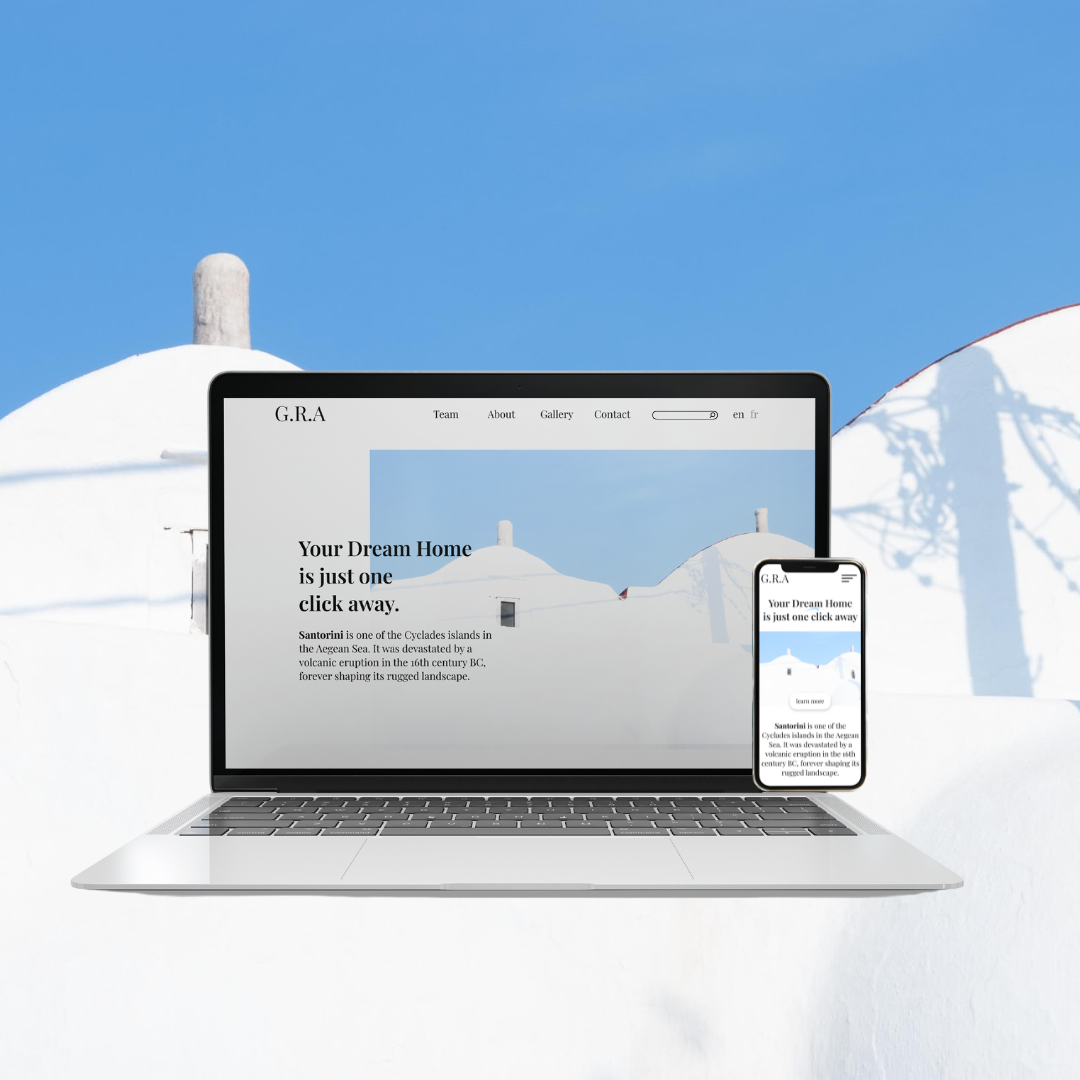 G.R.A
Team About Gallery Contact en fr
Your Dream Home
is just one
click away.
Santorini is one of the Cyclades islands in
the Aegean Sea. It was devastated by a
volcanic eruption in the 16th century BC,
forever shaping its rugged landscape.
G.R.A
Your Dream Home
is just one click away
learn more
Santorini is one of the
Cyclades islands in the Aegean
Sea. It was devastated by a
volcanic eruption in the 16th
century BC, forever shaping its
rugged landscape.